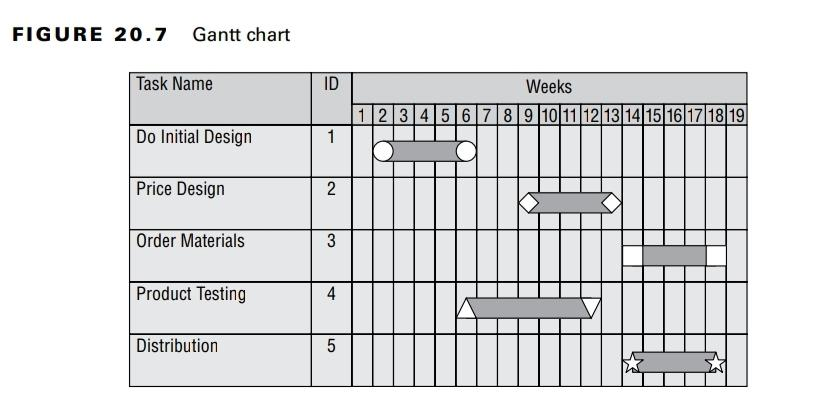 FIGURE 20.7 Gantt chart
Task Name ID Weeks
1 2 3 4 5 6 7 8 9 10 11 12 13 14 15 16 17 18 19
Do Initial Design 1
Price Design 2
Order Materials 3
Product Testing 4
Distribution 5